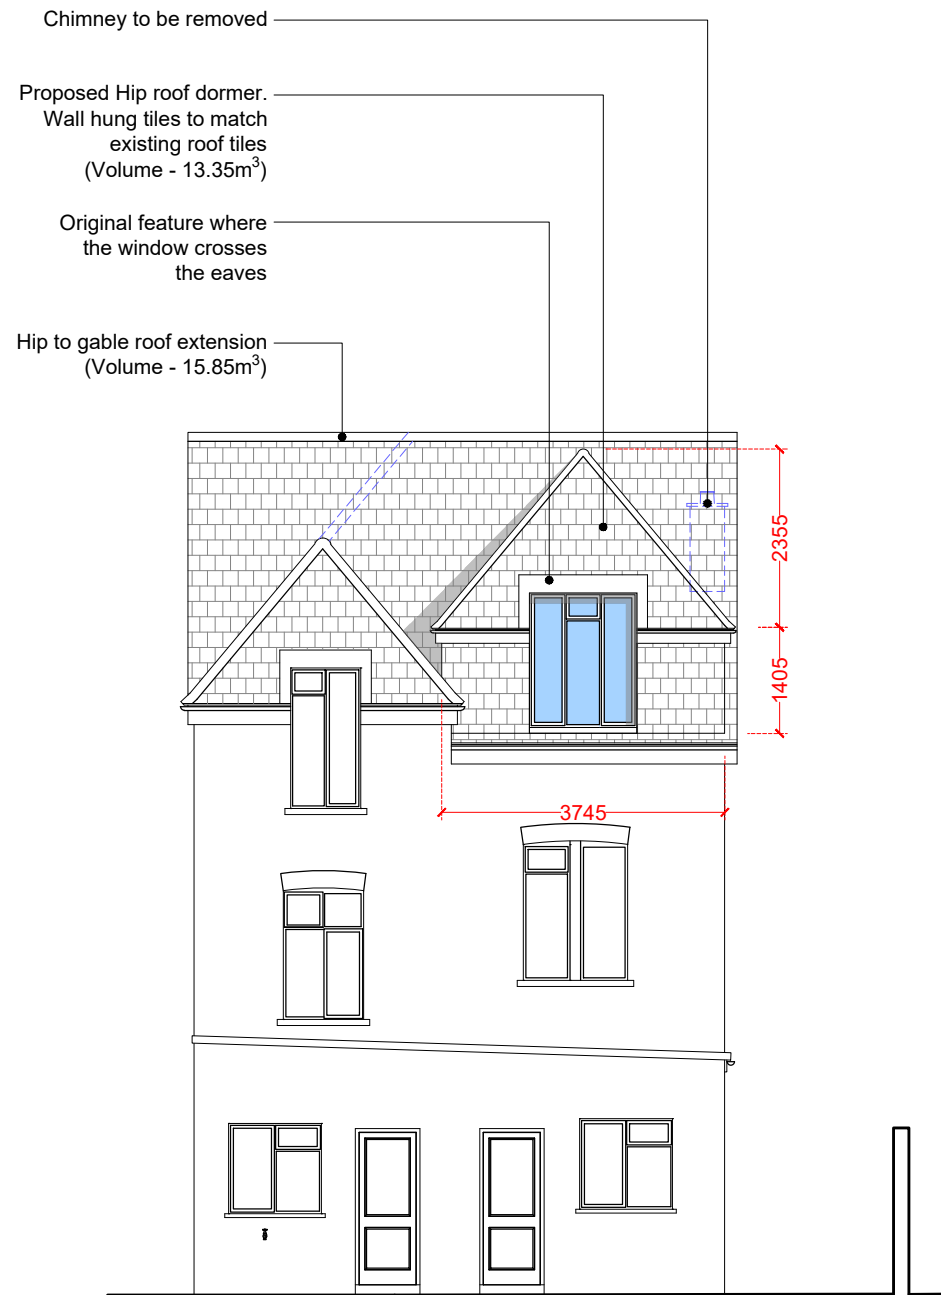 Chimney to be removed
Proposed Hip roof dormer.
Wall hung tiles to match
existing roof tiles
(Volume - 13.35m³)
Original feature where
the window crosses
the eaves
Hip to gable roof extension
(Volume - 15.85m³)
2355
1405
3745